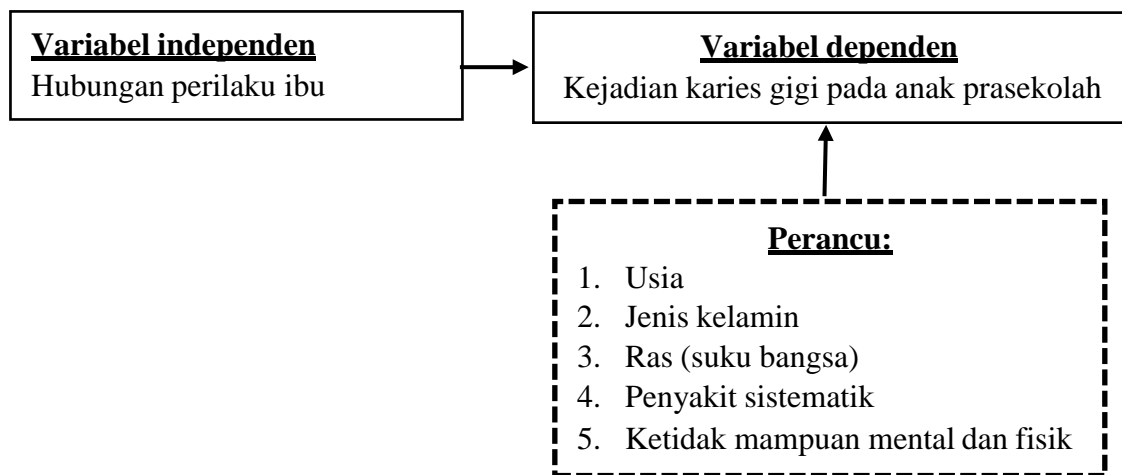 Variabel independen
Hubungan perilaku ibu
Variabel dependen
Kejadian karies gigi pada anak prasekolah
Perancu:
1. Usia
2. Jenis kelamin
3. Ras (suku bangsa)
4. Penyakit sistematik
5. Ketidak mampuan mental dan fisik